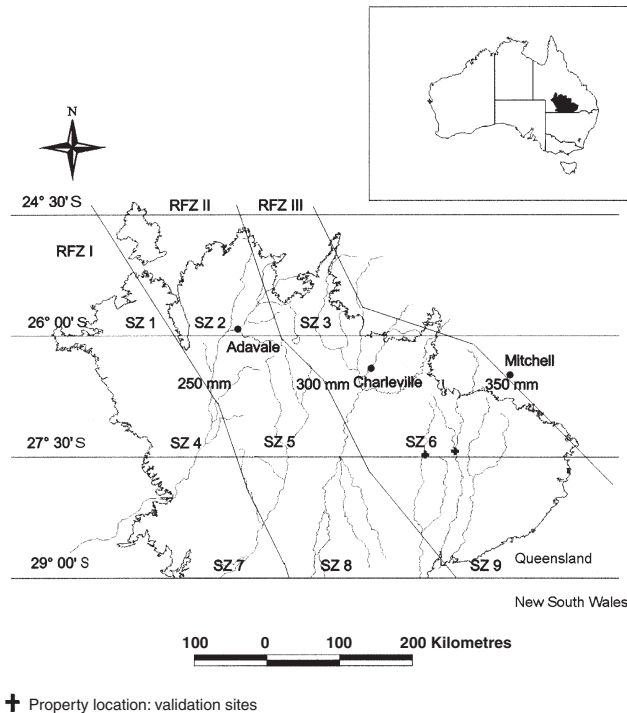 N
24° 30' S
RFZ II
RFZ III
RFZ I
SZ 1
SZ 2
SZ 3
26° 00' S
Adavale
Mitchell
250 mm
300 mm
Charleville
350 mm
SZ 4
SZ 5
SZ 6
27° 30' S
29° 00' S
SZ 7
SZ 8
SZ 9
Queensland
New South Wales
100 0 100 200 Kilometres
Property location: validation sites